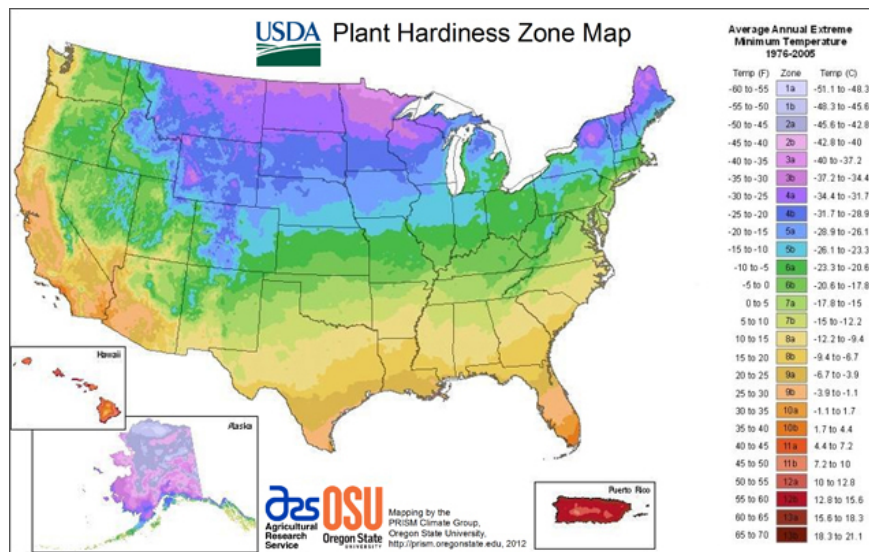 USDA Plant Hardiness Zone Map
Average Annual Extreme
Minimum Temperature
1976-2005
Temp (F) Zone Temp (C)
-60 to -55 1a -51.1 to -48.3
-55 to -50 1b -48.3 to -45.6
-50 to -45 2a -45.6 to -42.8
-45 to -40 2b -42.8 to -40
-40 to -35 3a -40 to -37.2
-35 to -30 3b -37.2 to -34.4
-30 to -25 4a -34.4 to -31.7
-25 to -20 4b -31.7 to -28.9
-20 to -15 5a -28.9 to -26.1
-15 to -10 5b -26.1 to -23.3
-10 to -5 6a -23.3 to -20.6
-5 to 0 6b -20.6 to -17.8
0 to 5 7a -17.8 to -15
5 to 10 7b -15 to -12.2
10 to 15 8a -12.2 to -9.4
15 to 20 8b -9.4 to -6.7
20 to 25 9a -6.7 to -3.9
25 to 30 9b -3.9 to -1.1
30 to 35 10a -1.1 to 1.7
35 to 40 10b 1.7 to 4.4
40 to 45 11a 4.4 to 7.2
45 to 50 11b 7.2 to 10
50 to 55 12a 10 to 12.8
55 to 60 12b 12.8 to 15.6
60 to 65 13a 15.6 to 18.3
65 to 70 13b 18.3 to 21.1
Hawaii
Alaska
ars
Agricultural
Research
Service
OSU
Oregon State
UNIVERSITY
Mapping by the
PRISM Climate Group,
Oregon State University,
http://prism.oregonstate.edu, 2012
Puerto Rico